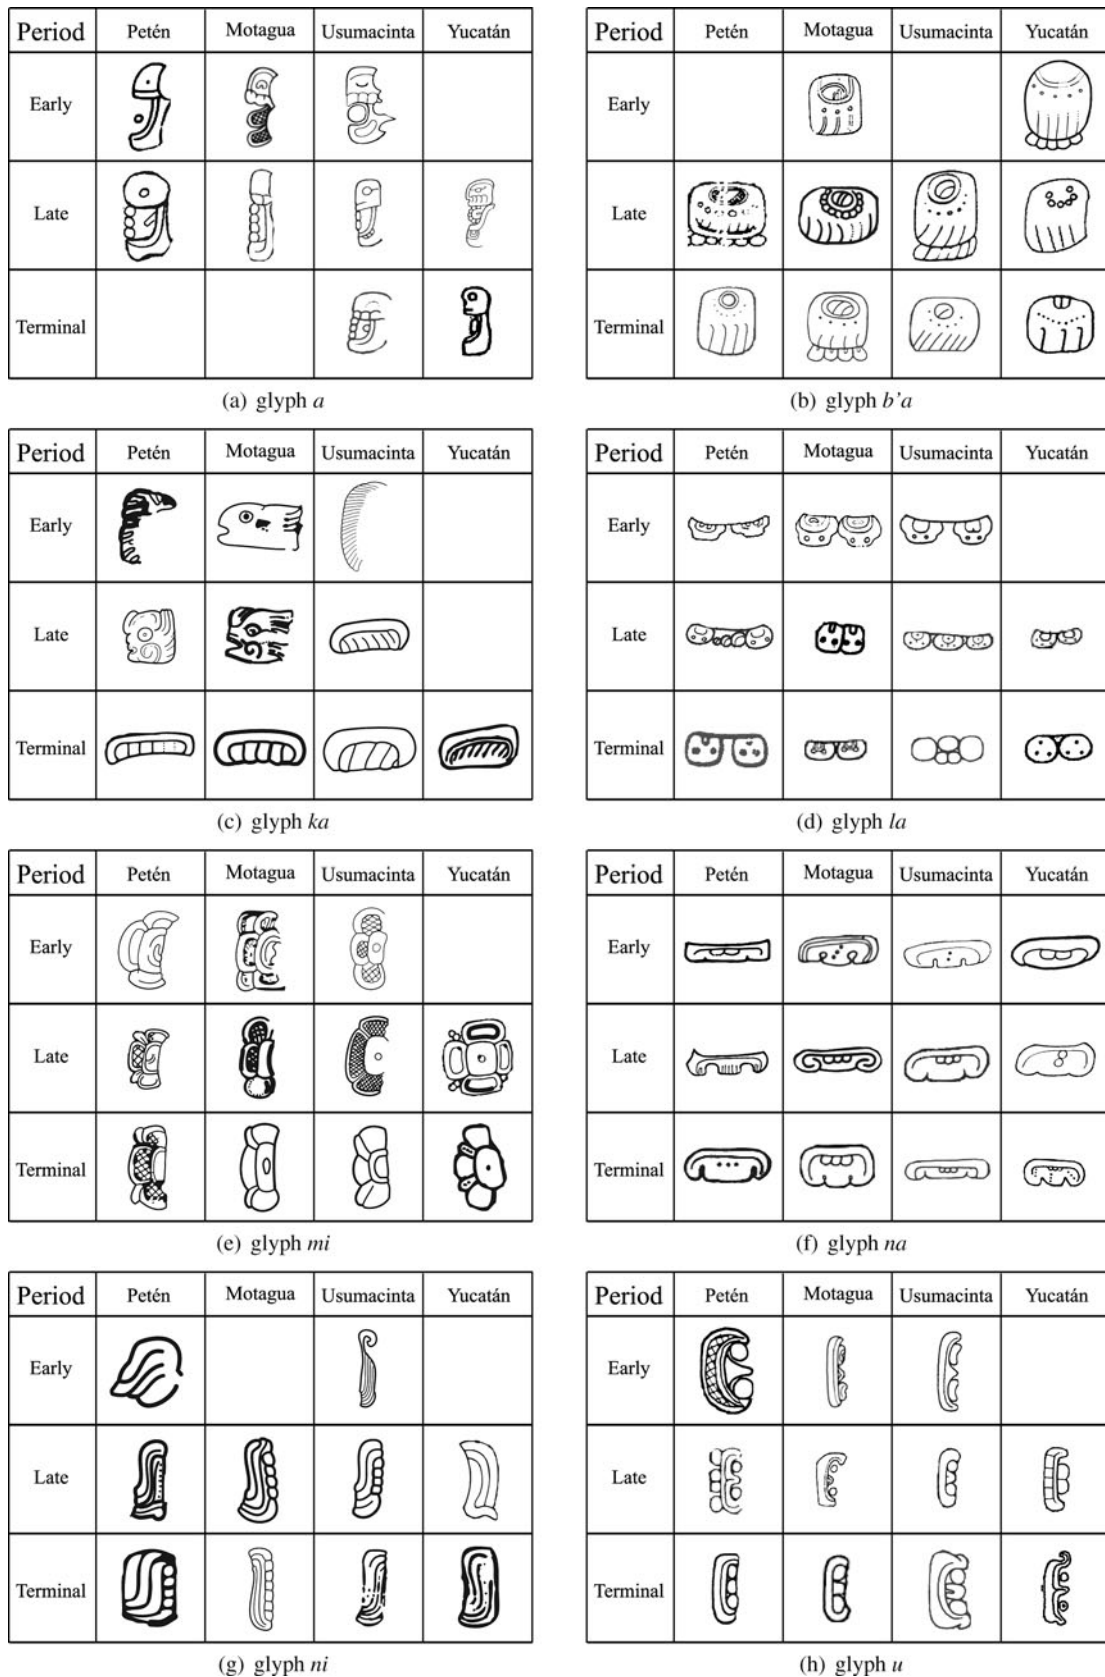 Period Petén Motagua Usumacinta Yucatán
Early
Late
Terminal
(a) glyph a
Period Petén Motagua Usumacinta Yucatán
Early
Late
Terminal
(b) glyph b'a
Period Petén Motagua Usumacinta Yucatán
Early
Late
Terminal
(c) glyph ka
Period Petén Motagua Usumacinta Yucatán
Early
Late
Terminal
(d) glyph la
Period Petén Motagua Usumacinta Yucatán
Early
Late
Terminal
(e) glyph mi
Period Petén Motagua Usumacinta Yucatán
Early
Late
Terminal
(f) glyph na
Period Petén Motagua Usumacinta Yucatán
Early
Late
Terminal
(g) glyph ni
Period Petén Motagua Usumacinta Yucatán
Early
Late
Terminal
(h) glyph u